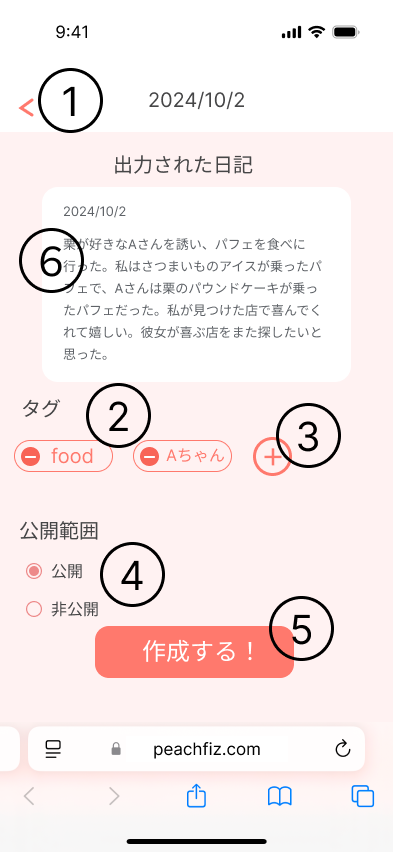 9:41
<
1
2024/10/2
出力された日記
2024/10/2
6
栗が好きなAさんを誘い、パフェを食べに
行った。私はさつまいものアイスが乗ったパ
フェで、Aさんは栗のパウンドケーキが乗っ
たパフェだった。私が見つけた店で喜んでく
れて嬉しい。彼女が喜ぶ店をまた探したいと
思った。
タグ
2
3
food
Aちゃん
公開範囲
公開
4
非公開
5
作成する！
peachfiz.com